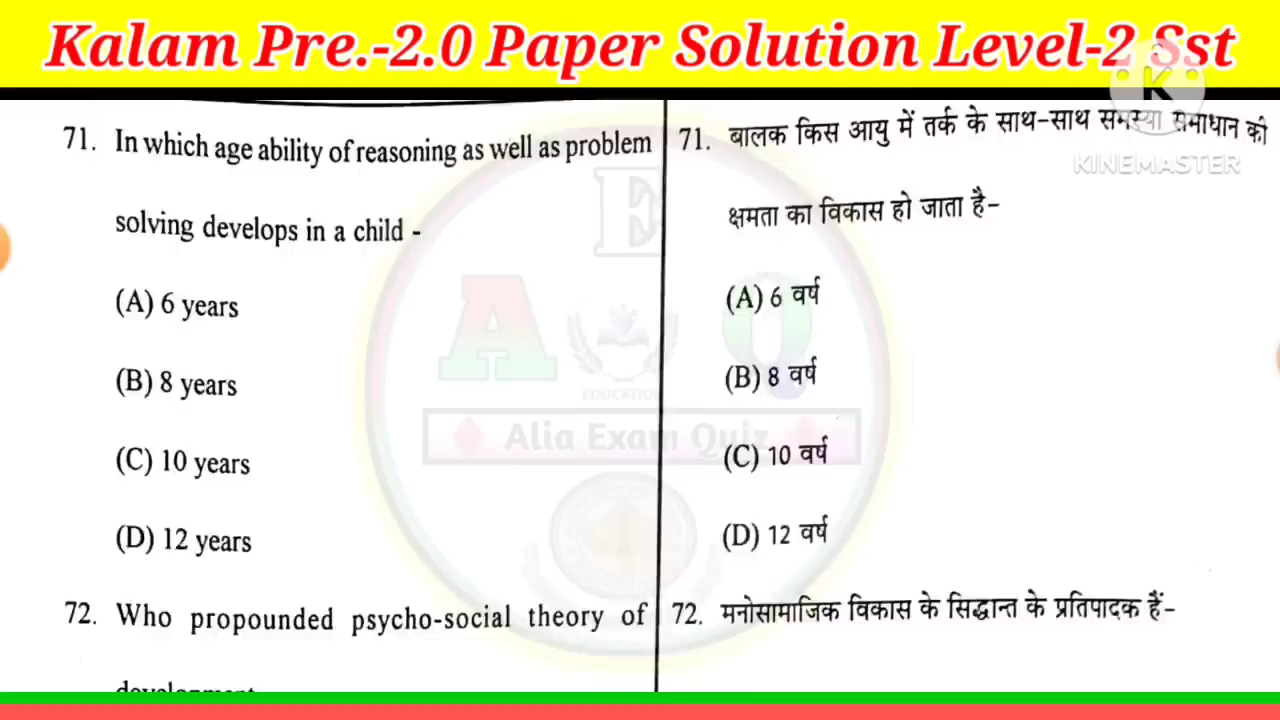 Kalam Pre.-2.0 Paper Solution Level-2 Sst
K
KINEMASTER
71. In which age ability of reasoning as well as problem
solving develops in a child -
(A) 6 years
(B) 8 years
(C) 10 years
(D) 12 years
72. Who propounded psycho-social theory of
development
71. बालक किस आयु में तर्क के साथ-साथ समस्या समाधान की
क्षमता का विकास हो जाता है-
(A) 6 वर्ष
(B) 8 वर्ष
(C) 10 वर्ष
(D) 12 वर्ष
72. मनोसामाजिक विकास के सिद्धान्त के प्रतिपादक हैं-
E
A Q
EDUCATION
Alia Exam Quiz